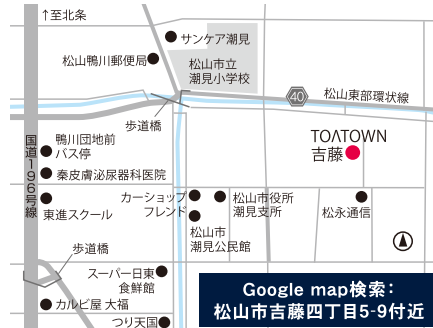 ↑至北条
サンケア潮見
松山鴨川郵便局
松山市立
潮見小学校
40
松山東部環状線
歩道橋
TOΛTOWN
吉藤
国道196号線
鴨川団地前
バス停
秦皮膚泌尿器科医院
東進スクール
カーショップ
フレンド
松山市役所
潮見支所
松永通信
松山市
潮見公民館
歩道橋
スーパー日東
食鮮館
カルビ屋 大福
つり天国
Google map検索：
松山市吉藤四丁目5-9付近